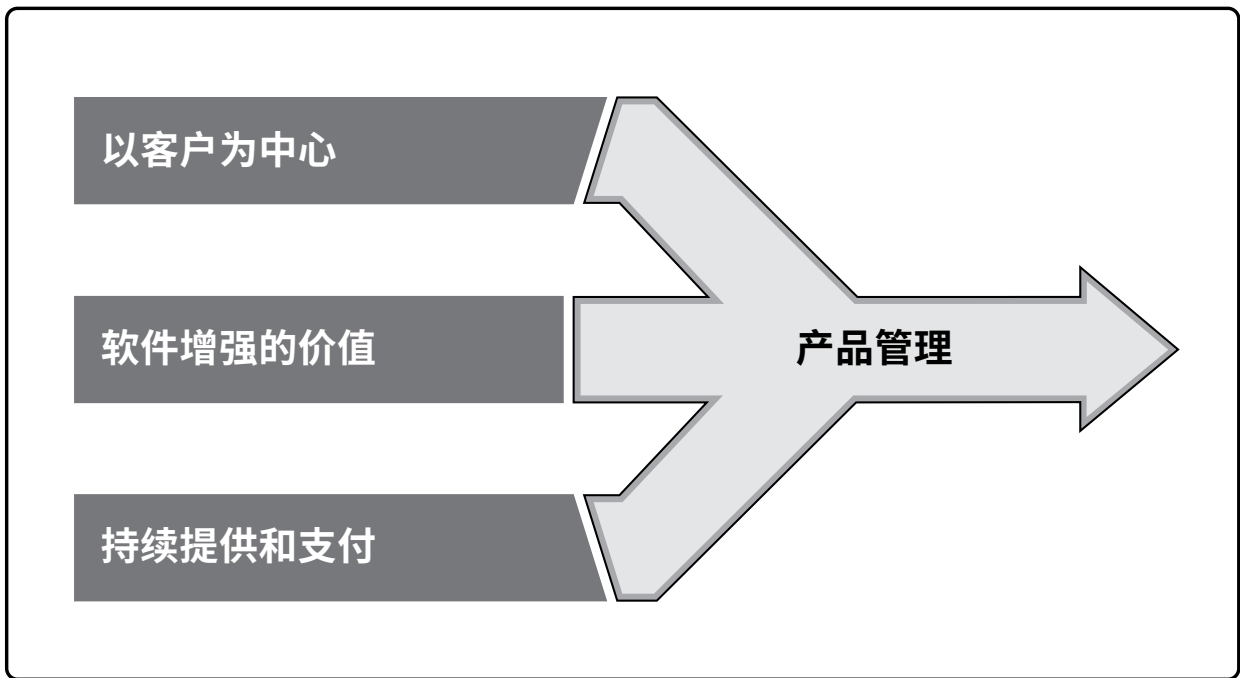 以客户为中心
软件增强的价值
产品管理
持续提供和支付